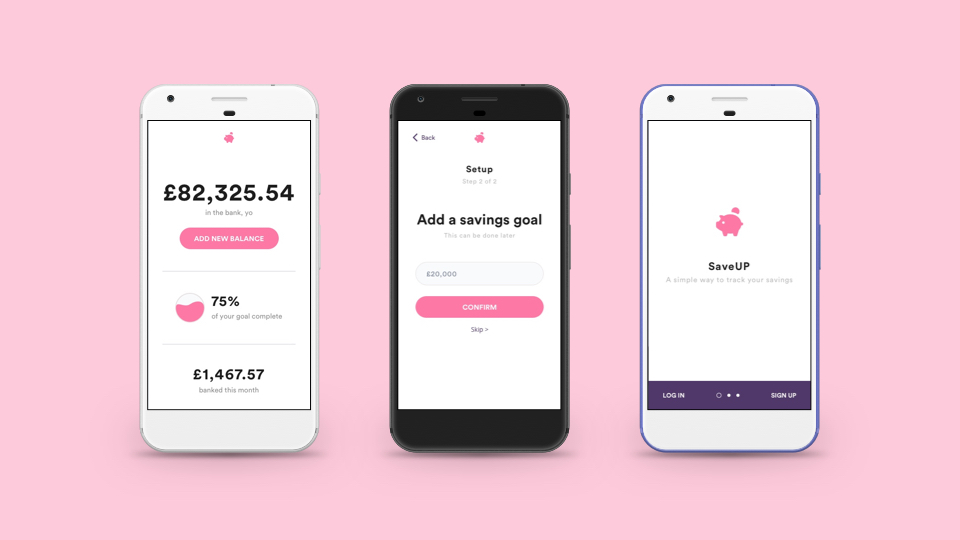 £82,325.54
in the bank, yo
ADD NEW BALANCE
75%
of your goal complete
£1,467.57
banked this month
Back
Setup
Step 2 of 2
Add a savings goal
This can be done later
£20,000
CONFIRM
Skip >
SaveUP
A simple way to track your savings
LOG IN
SIGN UP